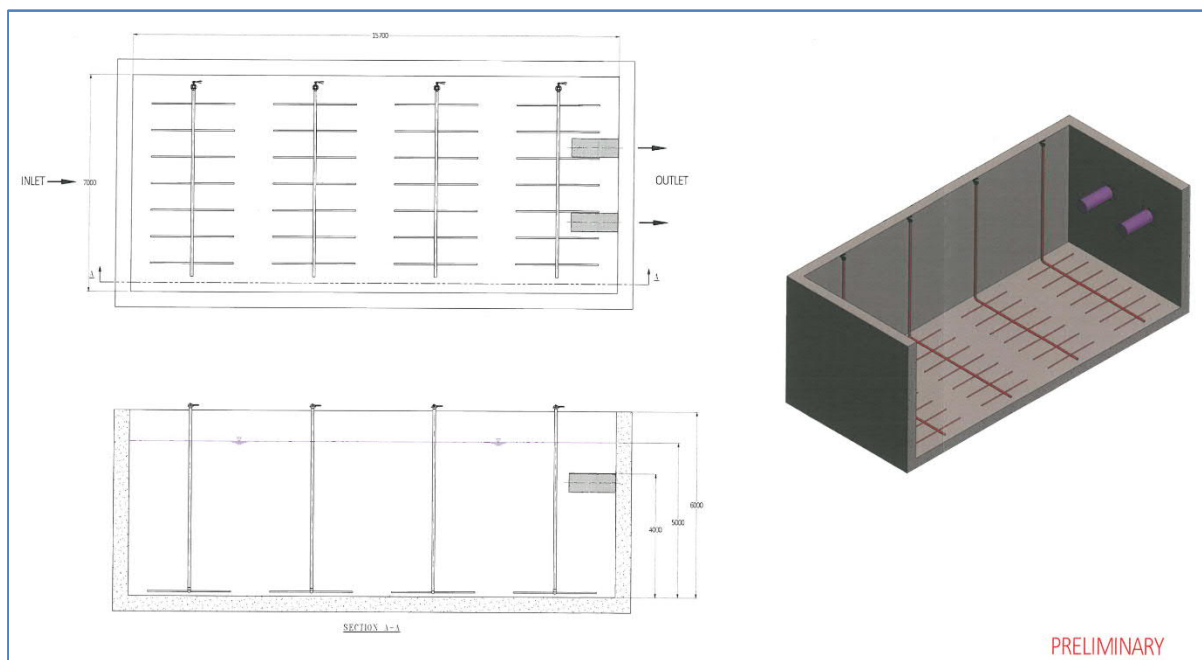 15700
INLET
7000
OUTLET
A
A
4000
5000
6000
SECTION A-A
PRELIMINARY